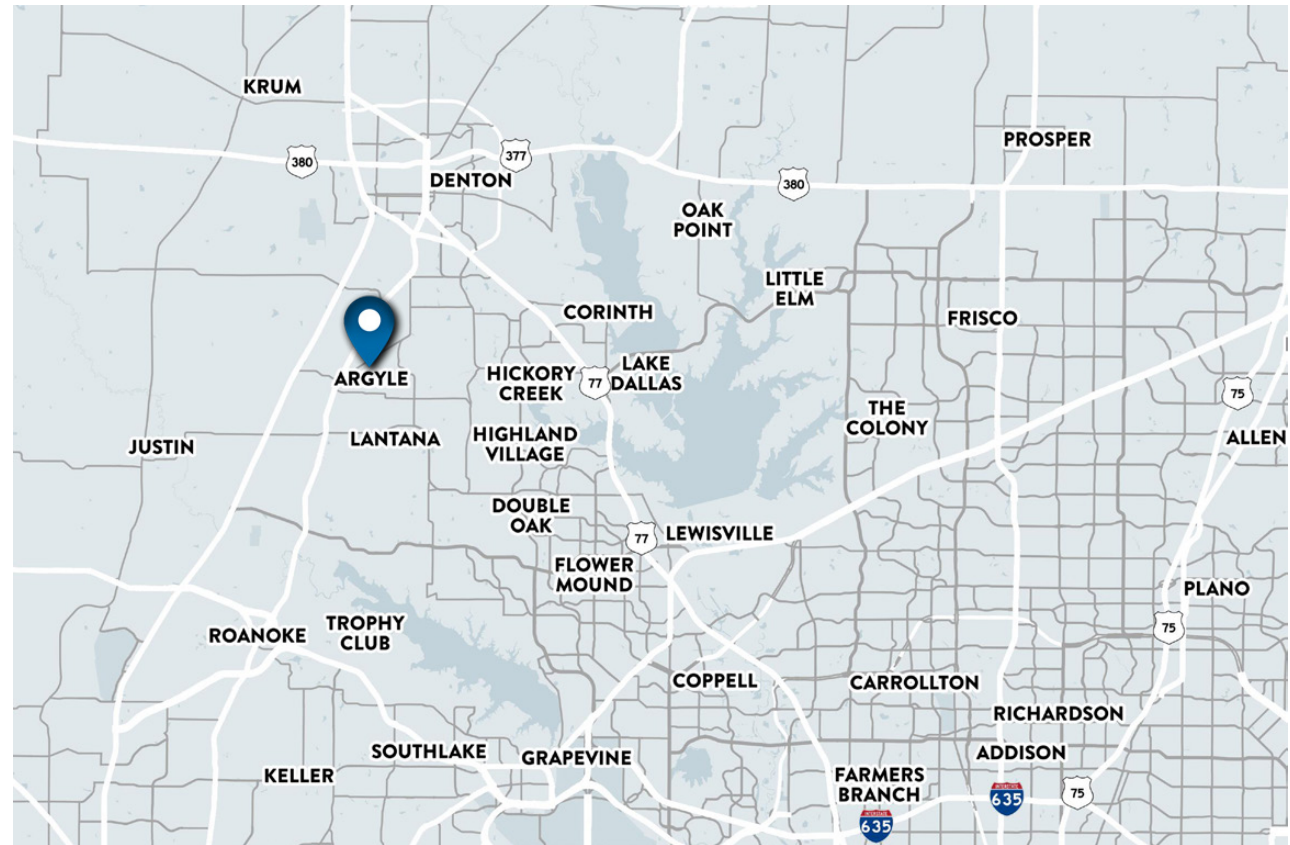 KRUM
PROSPER
377
380
DENTON
380
OAK
POINT
LITTLE
ELM
CORINTH
FRISCO
ARGYLE
HICKORY
CREEK
77
LAKE
DALLAS
75
THE
COLONY
JUSTIN
LANTANA
HIGHLAND
VILLAGE
ALLEN
DOUBLE
OAK
77
LEWISVILLE
FLOWER
MOUND
PLANO
ROANOKE
TROPHY
CLUB
75
COPPELL
CARROLLTON
RICHARDSON
SOUTHLAKE
GRAPEVINE
ADDISON
KELLER
FARMERS
BRANCH
INTERSTATE
635
75
INTERSTATE
635